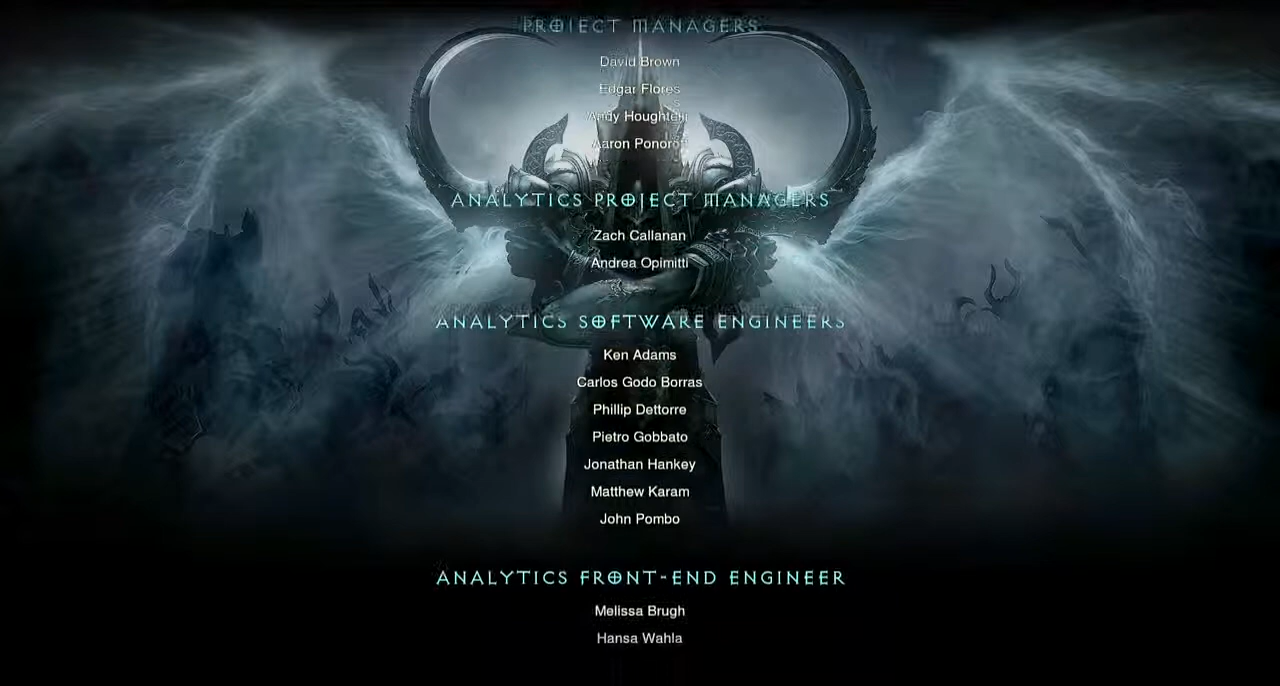 PROJECT MANAGERS
David Brown
Edgar Flores
Andy
Aaron
ANALYTICS PROJECT MANAGERS
Zach Callanan
Andrea Opimitti
ANALYTICS SOFTWARE ENGINEERS
Ken Adams
Carlos Godo Borras
Phillip Dettorre
Pietro Gobbato
Jonathan Hankey
Matthew Karam
John Pombo
ANALYTICS FRONT-END ENGINEER
Melissa Brugh
Hansa Wahla